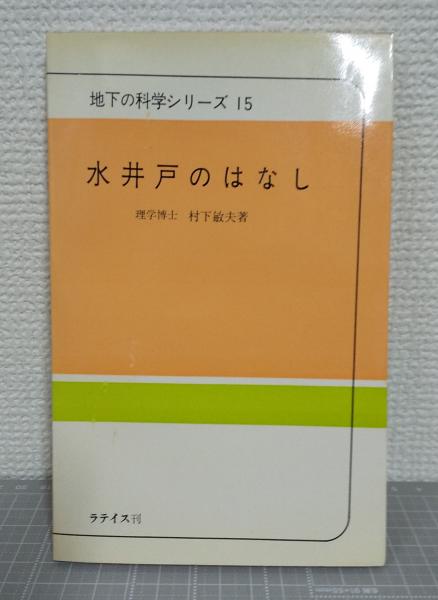 地下の科学シリーズ 15
水井戸のはなし
理学博士 村下敏夫著
ラテイス刊